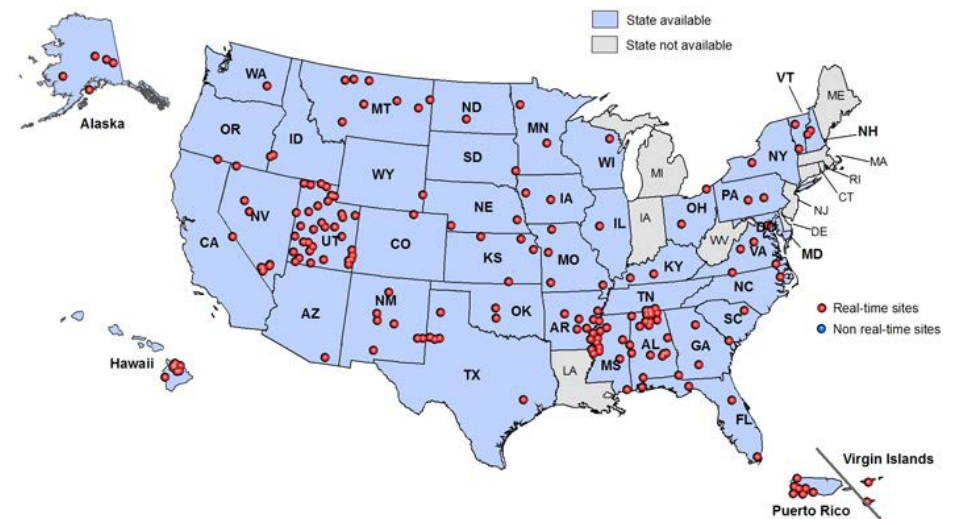 State available
State not available
Alaska
WA
MT
ND
MN
VT
ME
NH
OR
ID
SD
WI
MI
NY
MA
RI
CT
WY
IA
PA
NJ
NE
OH
NV
IL
IA
DE
CA
UT
CO
WV
VA
MD
KS
MO
KY
NC
AZ
NM
OK
TN
AR
SC
Real-time sites
Non real-time sites
MS
AL
GA
Hawaii
LA
TX
FL
Virgin Islands
Puerto Rico